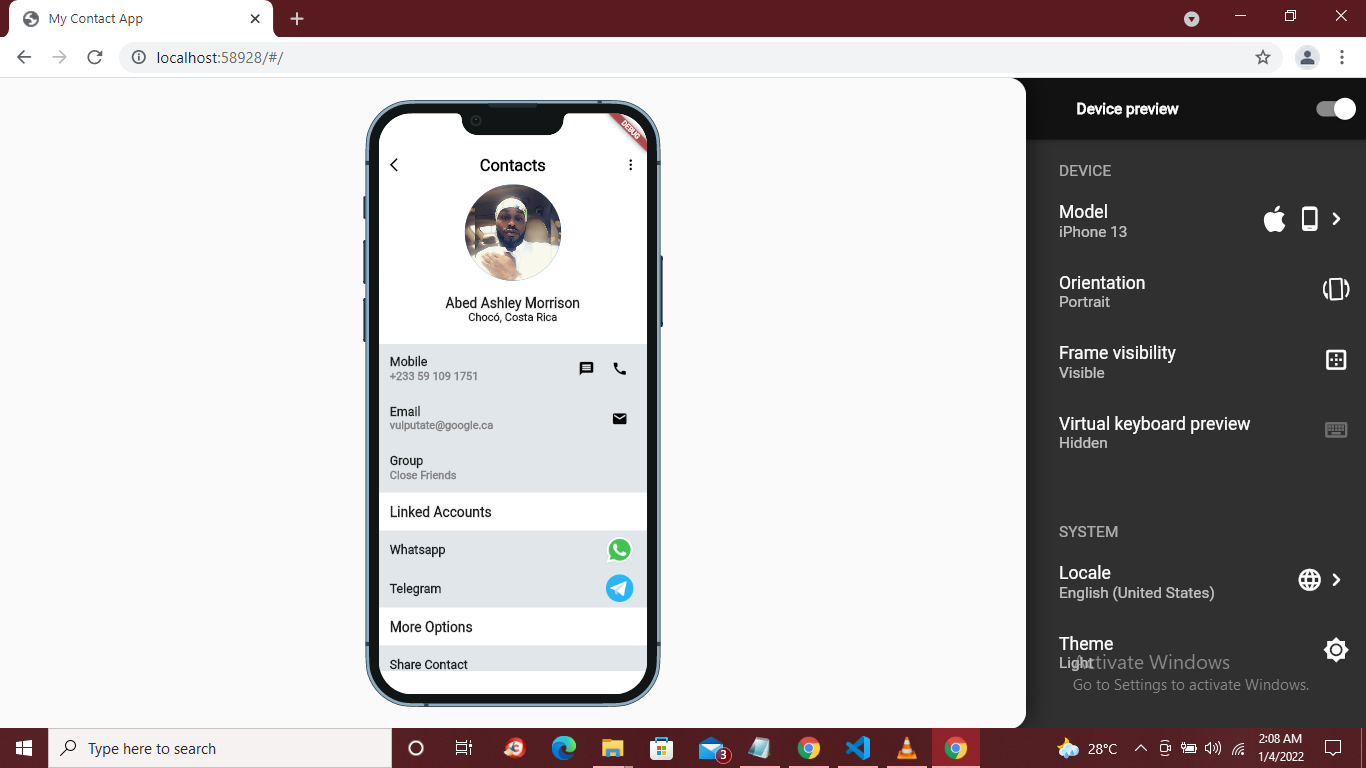 My Contact App
localhost:58928/#/
DEBUG
Contacts
Abed Ashley Morrison
Chocó, Costa Rica
Mobile
+233 59 109 1751
Email
vulputate@google.ca
Group
Close Friends
Linked Accounts
Whatsapp
Telegram
More Options
Share Contact
Device preview
DEVICE
Model
iPhone 13
Orientation
Portrait
Frame visibility
Visible
Virtual keyboard preview
Hidden
SYSTEM
Locale
English (United States)
Theme
Light
Activate Windows
Go to Settings to activate Windows.
Type here to search
3
28°C
2:08 AM
1/4/2022